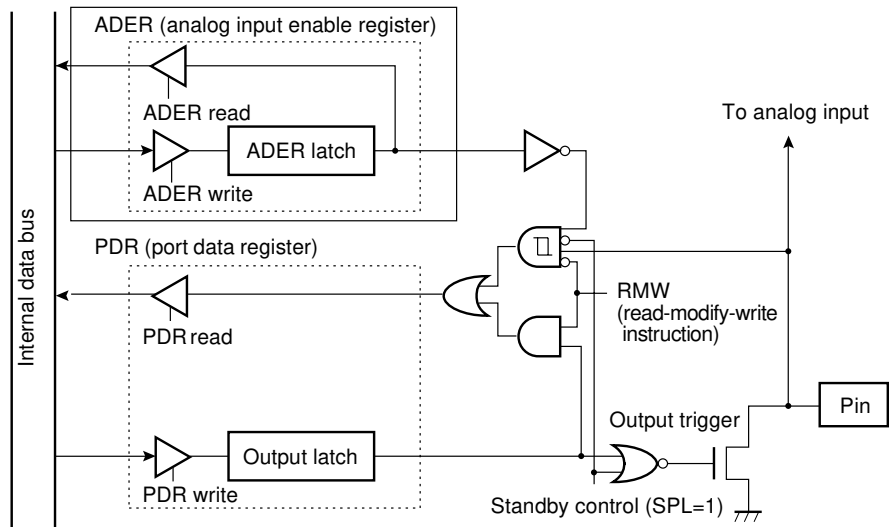 ADER (analog input enable register)
ADER read
To analog input
ADER latch
ADER write
Internal data bus
PDR (port data register)
RMW
(read-modify-write
instruction)
PDR read
Output trigger
Pin
Output latch
PDR write
Standby control (SPL=1)